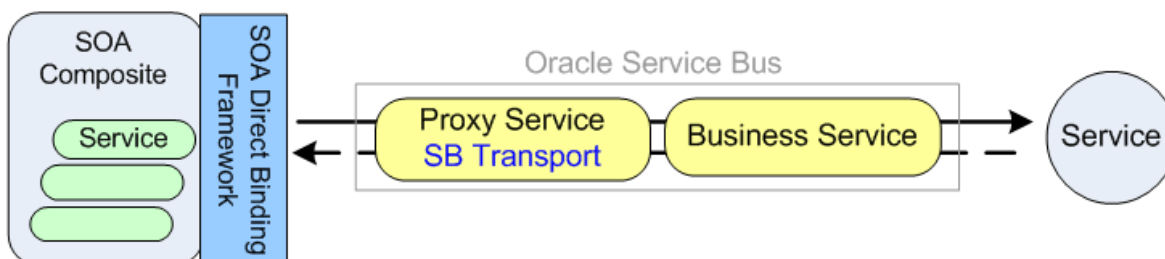 SOA
Composite
Service
SOA Direct Binding
Framework
Oracle Service Bus
Proxy Service
SB Transport
Business Service
Service